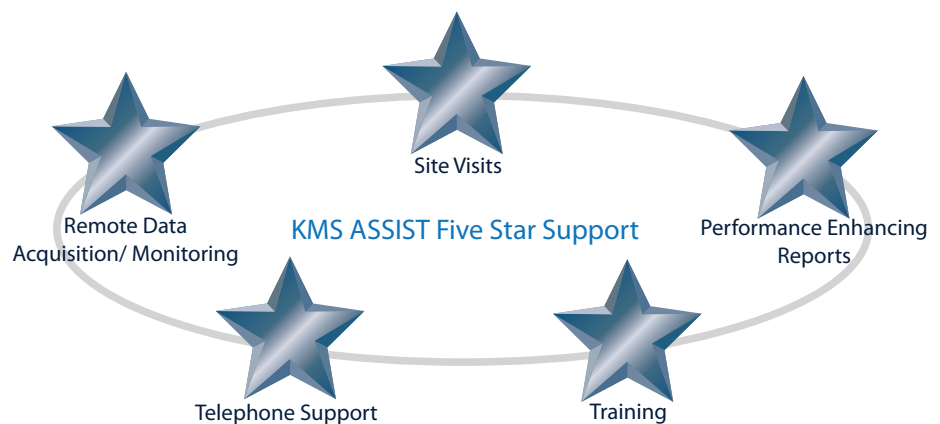 Site Visits
Remote Data
Acquisition/ Monitoring
KMS ASSIST Five Star Support
Performance Enhancing
Reports
Telephone Support
Training